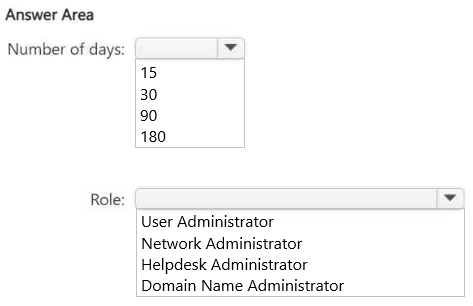 Answer Area
Number of days:
15
30
90
180
Role:
User Administrator
Network Administrator
Helpdesk Administrator
Domain Name Administrator